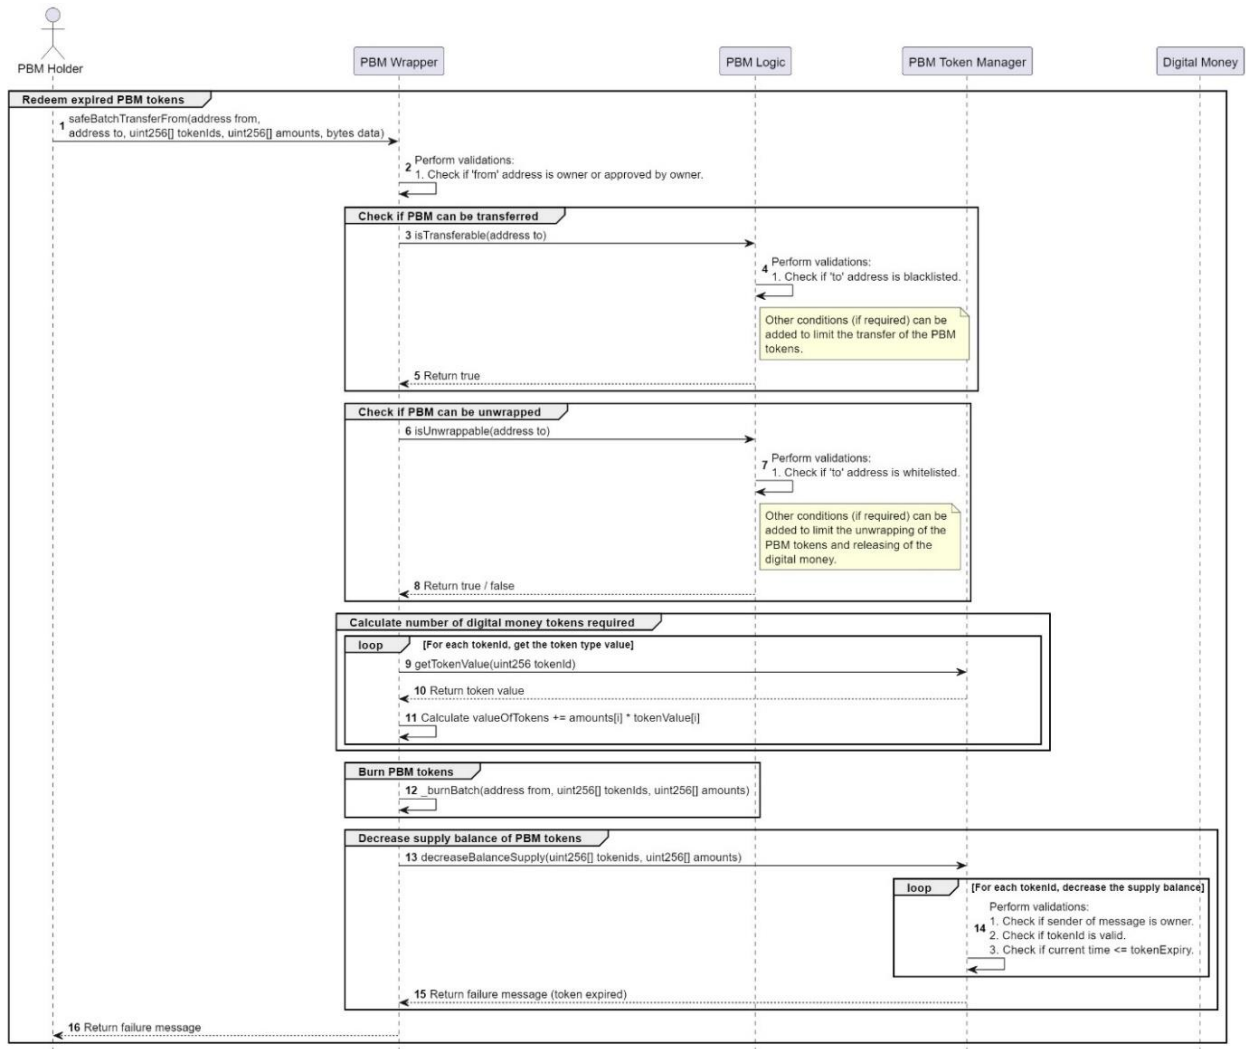 PBM Holder
PBM Wrapper
PBM Logic
PBM Token Manager
Digital Money
Redeem expired PBM tokens
1 safeBatchTransferFrom(address from,
address to, uint256[] tokenIds, uint256[] amounts, bytes data)
2 Perform validations:
1. Check if 'from' address is owner or approved by owner.
Check if PBM can be transferred
3 isTransferable(address to)
4 Perform validations:
1. Check if 'to' address is blacklisted.
Other conditions (if required) can be
added to limit the transfer of the PBM
tokens.
5 Return true
Check if PBM can be unwrapped
6 isUnwrappable(address to)
7 Perform validations:
1. Check if 'to' address is whitelisted.
Other conditions (if required) can be
added to limit the unwrapping of the
PBM tokens and releasing of the
digital money.
8 Return true / false
Calculate number of digital money tokens required
loop [For each tokenId, get the token type value]
9 getTokenValue(uint256 tokenId)
10 Return token value
11 Calculate valueOfTokens += amounts[i] * tokenValue[i]
Burn PBM tokens
12 _burnBatch(address from, uint256[] tokenIds, uint256[] amounts)
Decrease supply balance of PBM tokens
13 decreaseBalanceSupply(uint256[] tokenids, uint256[] amounts)
loop [For each tokenId, decrease the supply balance]
Perform validations:
14 1. Check if sender of message is owner.
2. Check if tokenId is valid.
3. Check if current time <= tokenExpiry.
15 Return failure message (token expired)
16 Return failure message